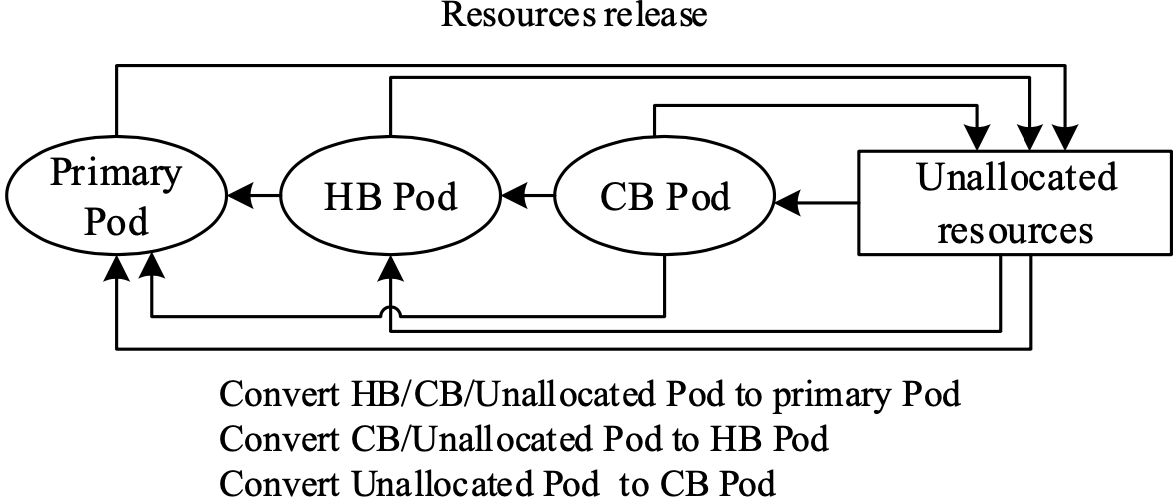 Resources release
Primary
Pod
HB Pod
CB Pod
Unallocated
resources
Convert HB/CB/Unallocated Pod to primary Pod
Convert CB/Unallocated Pod to HB Pod
Convert Unallocated Pod to CB Pod